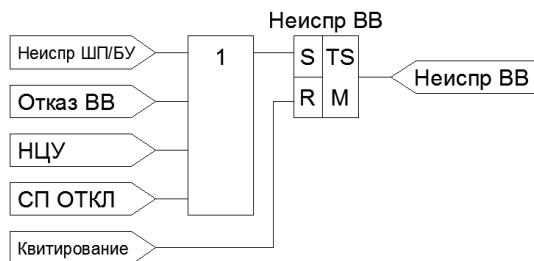 Неиспр ВВ
Неиспр ШП/БУ
1
S
TS
Неиспр ВВ
Отказ ВВ
R
M
НЦУ
СП ОТКЛ
Квитирование